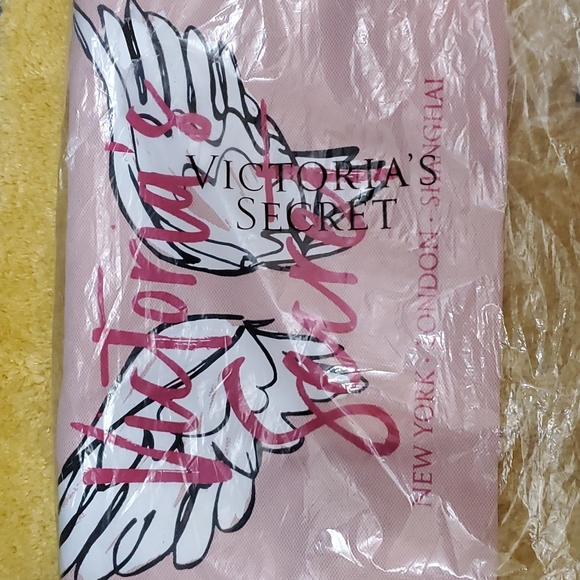 VICTORIA'S
SECRET
Victoria's
Secret
NEW YORK · LONDON · SHANGHAI